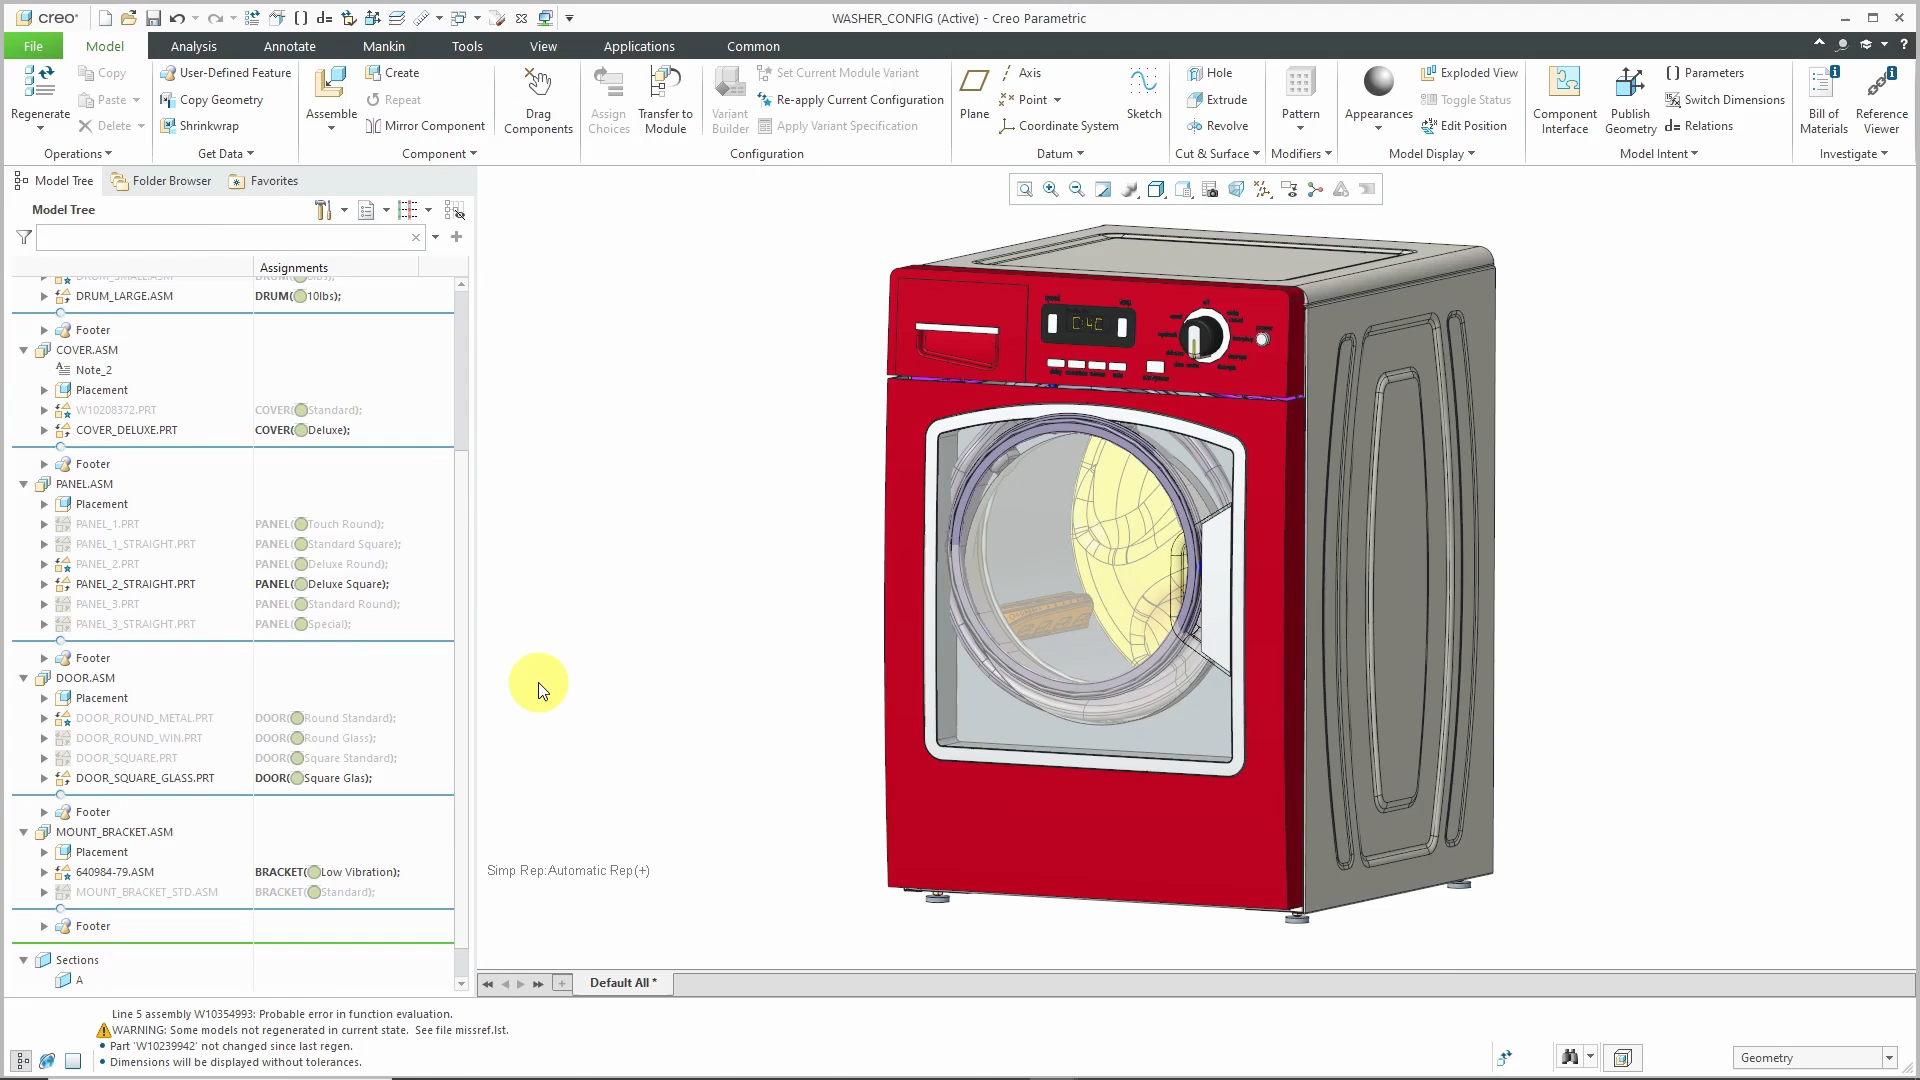 creo
WASHER_CONFIG (Active) - Creo Parametric
File
Model
Analysis
Annotate
Mankin
Tools
View
Applications
Common
Regenerate
Copy
Paste
Delete
Operations
User-Defined Feature
Copy Geometry
Shrinkwrap
Get Data
Assemble
Create
Repeat
Mirror Component
Component
Drag
Components
Assign
Choices
Transfer to
Module
Variant
Builder
Set Current Module Variant
Re-apply Current Configuration
Apply Variant Specification
Configuration
Plane
Axis
Point
Coordinate System
Sketch
Datum
Hole
Extrude
Revolve
Cut & Surface
Pattern
Modifiers
Appearances
Exploded View
Toggle Status
Edit Position
Model Display
Component
Interface
Publish
Geometry
Parameters
Switch Dimensions
d= Relations
Model Intent
Bill of
Materials
Reference
Viewer
Investigate
Model Tree
Folder Browser
Favorites
Model Tree
Assignments
DRUM_SMALL.ASM
DRUM_LARGE.ASM DRUM(10lbs);
Footer
COVER.ASM
Note_2
Placement
W10208372.PRT COVER(Standard);
COVER_DELUXE.PRT COVER(Deluxe);
Footer
PANEL.ASM
Placement
PANEL_1.PRT PANEL(Touch Round);
PANEL_1_STRAIGHT.PRT PANEL(Standard Square);
PANEL_2.PRT PANEL(Deluxe Round);
PANEL_2_STRAIGHT.PRT PANEL(Deluxe Square);
PANEL_3.PRT PANEL(Standard Round);
PANEL_3_STRAIGHT.PRT PANEL(Special);
Footer
DOOR.ASM
Placement
DOOR_ROUND_METAL.PRT DOOR(Round Standard);
DOOR_ROUND_WIN.PRT DOOR(Round Glass);
DOOR_SQUARE.PRT DOOR(Square Standard);
DOOR_SQUARE_GLASS.PRT DOOR(Square Glas);
Footer
MOUNT_BRACKET.ASM
Placement
640984-79.ASM BRACKET(Low Vibration);
MOUNT_BRACKET_STD.ASM BRACKET(Standard);
Footer
Sections
A
Simp Rep:Automatic Rep(+)
Default All *
Line 5 assembly W10354993: Probable error in function evaluation.
WARNING: Some models not regenerated in current state. See file missref.lst.
• Part 'W10239942' not changed since last regen.
• Dimensions will be displayed without tolerances.
Geometry